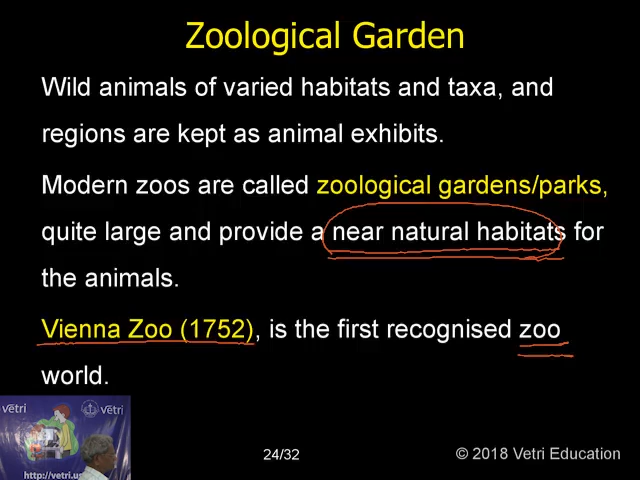 Zoological Garden
Wild animals of varied habitats and taxa, and
regions are kept as animal exhibits.
Modern zoos are called zoological gardens/parks,
quite large and provide a near natural habitats for
the animals.
Vienna Zoo (1752), is the first recognised zoo
world.
vetri
vetri
http://vetri.us
24/32
© 2018 Vetri Education